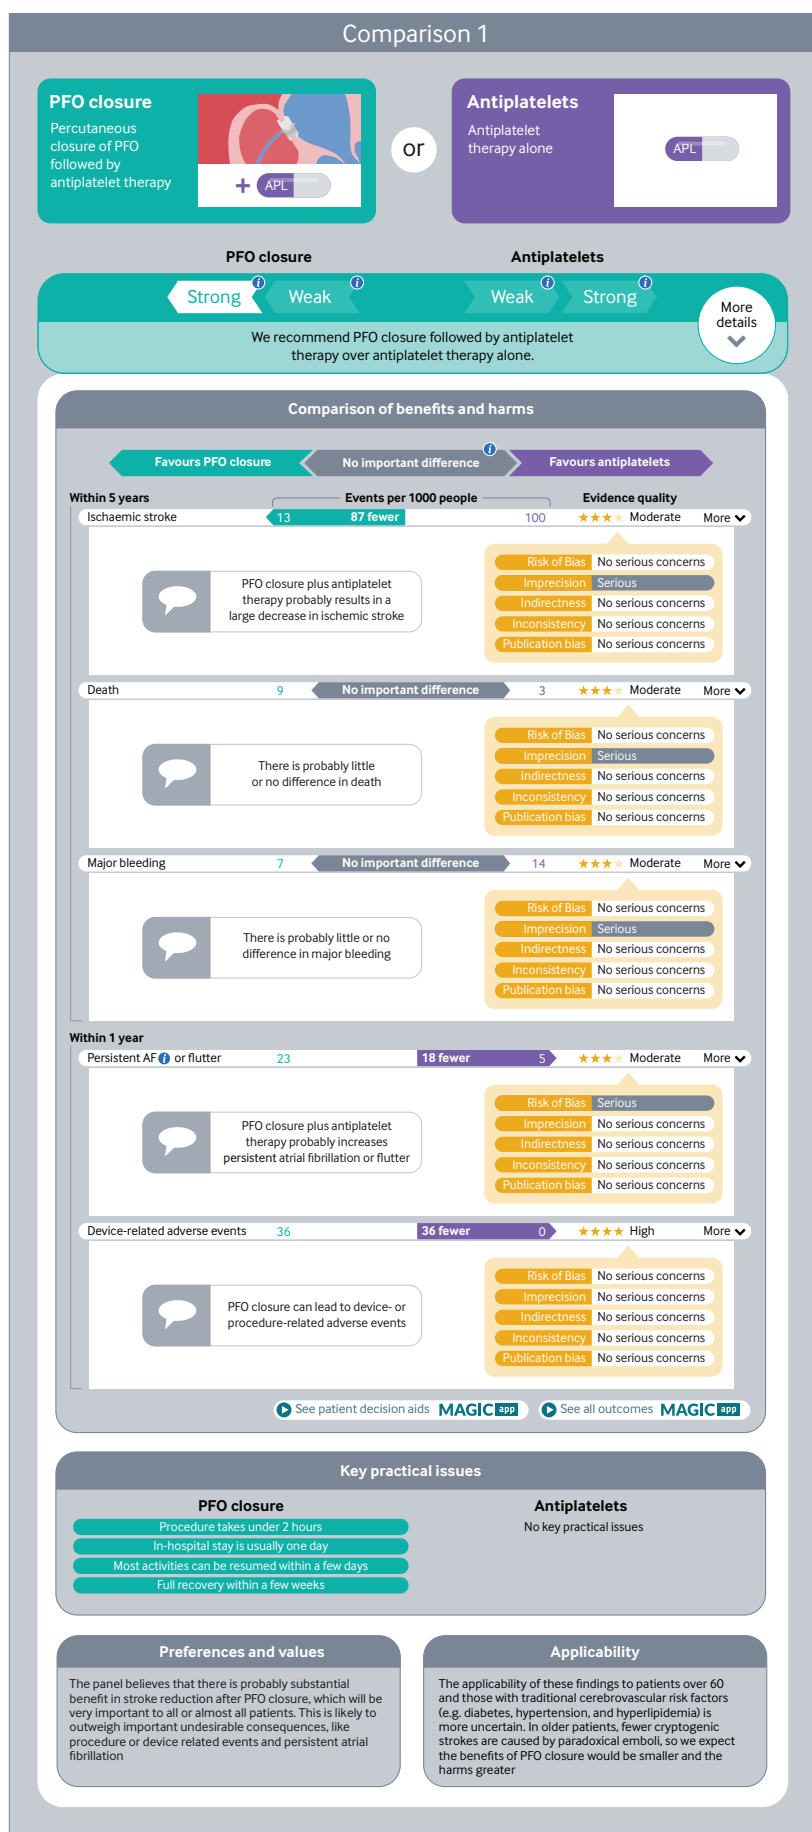 Comparison 1
PFO closure
Percutaneous
closure of PFO
followed by
antiplatelet therapy
+ APL
or
Antiplatelets
Antiplatelet
therapy alone
APL
PFO closure
Antiplatelets
Strong i Weak i Weak i Strong i
More
details
We recommend PFO closure followed by antiplatelet
therapy over antiplatelet therapy alone.
Comparison of benefits and harms
Favours PFO closure No important difference i Favours antiplatelets
Within 5 years Events per 1000 people Evidence quality
Ischaemic stroke 13 87 fewer 100 Moderate More
PFO closure plus antiplatelet
therapy probably results in a
large decrease in ischemic stroke
Risk of Bias No serious concerns
Imprecision Serious
Indirectness No serious concerns
Inconsistency No serious concerns
Publication bias No serious concerns
Death 9 No important difference 3 Moderate More
There is probably little
or no difference in death
Risk of Bias No serious concerns
Imprecision Serious
Indirectness No serious concerns
Inconsistency No serious concerns
Publication bias No serious concerns
Major bleeding 7 No important difference 14 Moderate More
There is probably little or no
difference in major bleeding
Risk of Bias No serious concerns
Imprecision Serious
Indirectness No serious concerns
Inconsistency No serious concerns
Publication bias No serious concerns
Within 1 year
Persistent AF i or flutter 23 18 fewer 5 Moderate More
PFO closure plus antiplatelet
therapy probably increases
persistent atrial fibrillation or flutter
Risk of Bias Serious
Imprecision No serious concerns
Indirectness No serious concerns
Inconsistency No serious concerns
Publication bias No serious concerns
Device-related adverse events 36 36 fewer 0 High More
PFO closure can lead to device- or
procedure-related adverse events
Risk of Bias No serious concerns
Imprecision No serious concerns
Indirectness No serious concerns
Inconsistency No serious concerns
Publication bias No serious concerns
See patient decision aids MAGIC app See all outcomes MAGIC app
Key practical issues
PFO closure
Procedure takes under 2 hours
In-hospital stay is usually one day
Most activities can be resumed within a few days
Full recovery within a few weeks
Antiplatelets
No key practical issues
Preferences and values
The panel believes that there is probably substantial
benefit in stroke reduction after PFO closure, which will be
very important to all or almost all patients. This is likely to
outweigh important undesirable consequences, like
procedure or device related events and persistent atrial
fibrillation
Applicability
The applicability of these findings to patients over 60
and those with traditional cerebrovascular risk factors
(e.g. diabetes, hypertension, and hyperlipidemia) is
more uncertain. In older patients, fewer cryptogenic
strokes are caused by paradoxical emboli, so we expect
the benefits of PFO closure would be smaller and the
harms greater